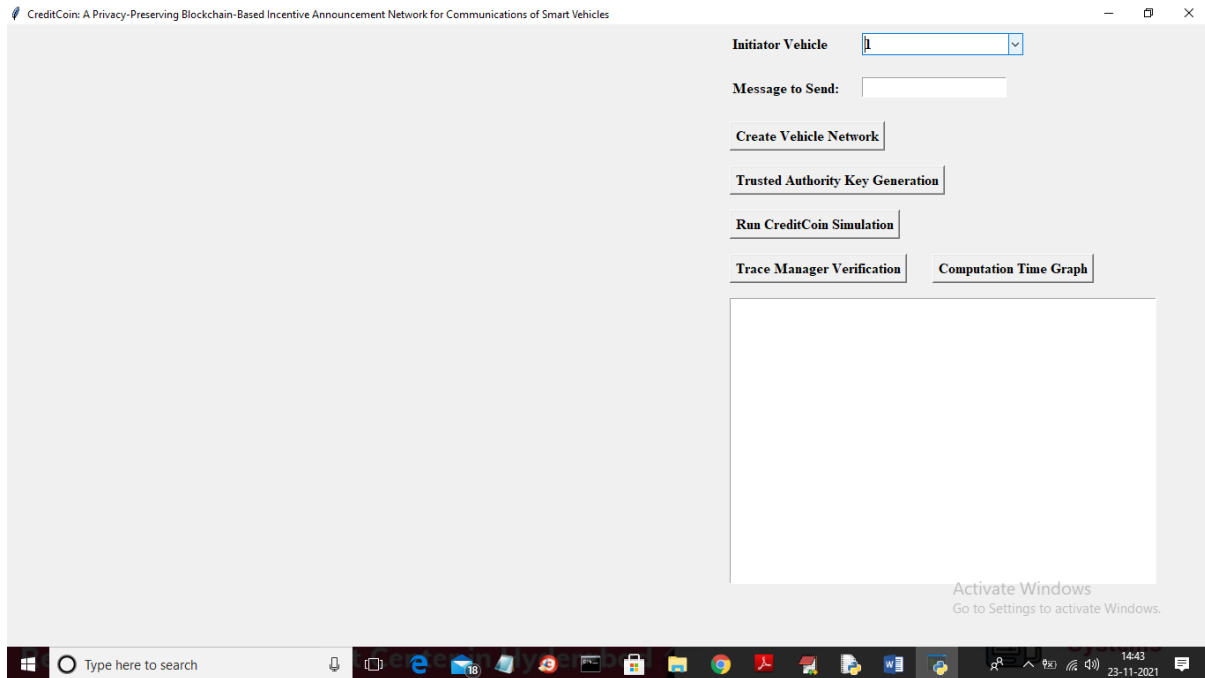 CreditCoin: A Privacy-Preserving Blockchain-Based Incentive Announcement Network for Communications of Smart Vehicles
Initiator Vehicle 1
Message to Send:
Create Vehicle Network
Trusted Authority Key Generation
Run CreditCoin Simulation
Trace Manager Verification Computation Time Graph
Activate Windows
Go to Settings to activate Windows.
Type here to search
18
14:43
23-11-2021